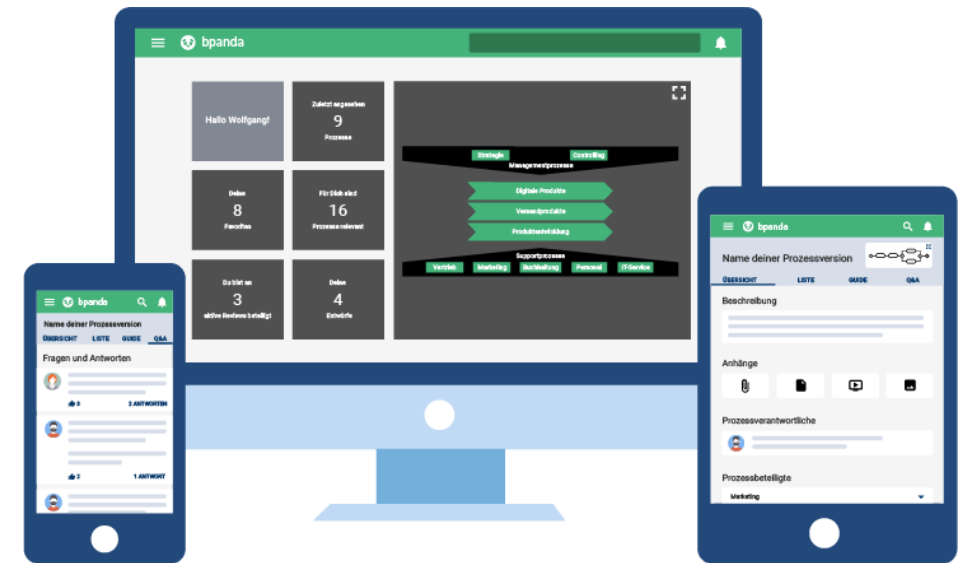 bpanda
Hallo Wolfgang!
Zuletzt angesehen
9
Prozesse
Deine
8
Favoriten
Für Dich sind
16
Prozesse relevant
Du bist an
3
aktive Reviews beteiligt
Deine
4
Entwürfe
Strategie
Controlling
Managementprozesse
Digitale Produkte
Versandprodukte
Produktentwicklung
Supportprozesse
Vertrieb
Marketing
Buchhaltung
Personal
IT-Service
bpanda
Name deiner Prozessversion
ÜBERSICHT LISTE GUIDE Q&A
Fragen und Antworten
3 3 ANTWORTEN
3 1 ANTWORT
bpanda
Name deiner Prozessversion
ÜBERSICHT LISTE GUIDE Q&A
Beschreibung
Anhänge
Prozessverantwortliche
Prozessbeteiligte
Marketing